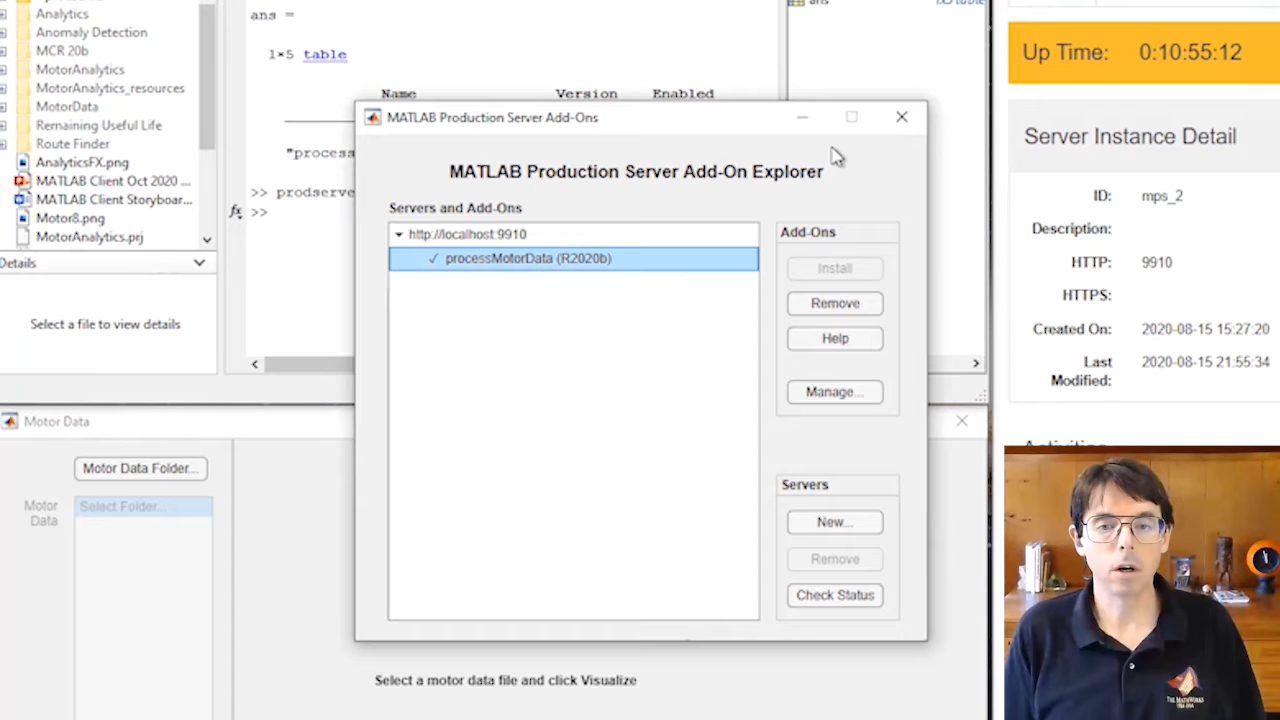 Analytics
Anomaly Detection
MCR 20b
MotorAnalytics
MotorAnalytics_resources
MotorData
Remaining Useful Life
Route Finder
AnalyticsFX.png
MATLAB Client Oct 2020 ...
MATLAB Client Storyboar...
Motor8.png
MotorAnalytics.prj
Details
Select a file to view details
ans =
1×5 table
Name Version Enabled
"process
>> prodserve
fx >>
MATLAB Production Server Add-Ons
MATLAB Production Server Add-On Explorer
Servers and Add-Ons
http://localhost:9910
✓ processMotorData (R2020b)
Add-Ons
Install
Remove
Help
Manage...
Servers
New...
Remove
Check Status
Motor Data
Motor Data Folder...
Motor
Data
Select Folder...
Select a motor data file and click Visualize
ans
Up Time: 0:10:55:12
Server Instance Detail
ID: mps_2
Description:
HTTP: 9910
HTTPS:
Created On: 2020-08-15 15:27:20
Last
Modified: 2020-08-15 21:55:34
THE MATHWORKS